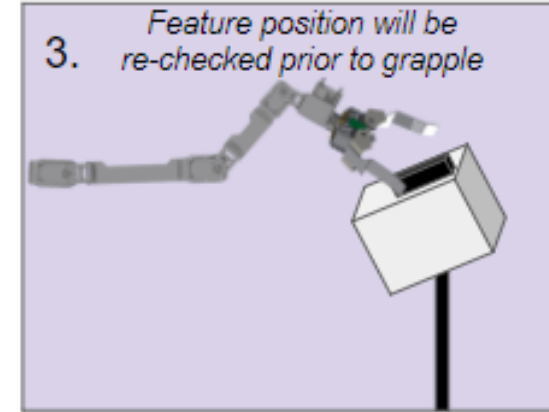 3. Feature position will be
re-checked prior to grapple